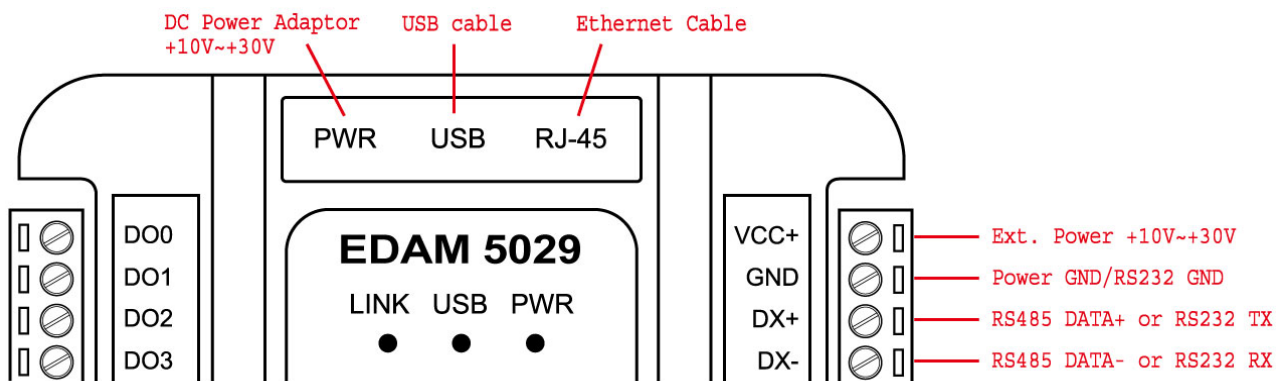 DC Power Adaptor
+10V~+30V
USB cable
Ethernet Cable
PWR USB RJ-45
EDAM 5029
LINK USB PWR
DO0
DO1
DO2
DO3
VCC+ Ext. Power +10V~+30V
GND Power GND/RS232 GND
DX+ RS485 DATA+ or RS232 TX
DX- RS485 DATA- or RS232 RX